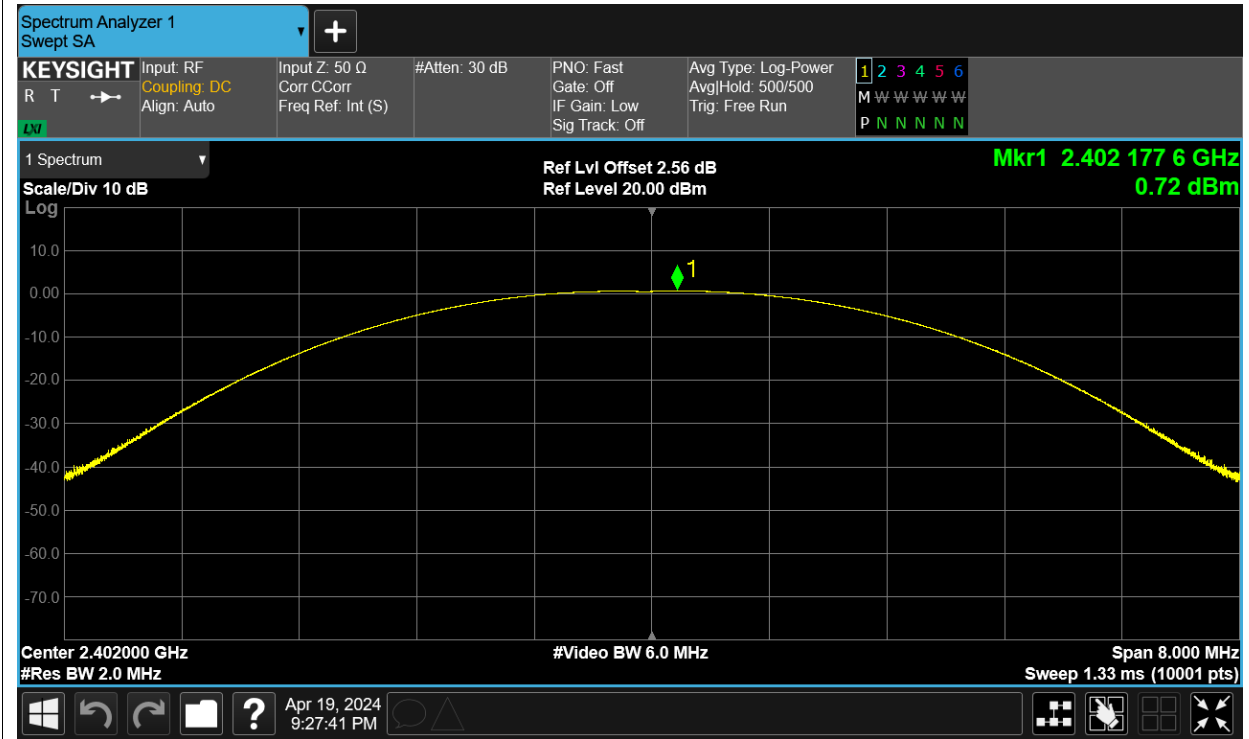 Spectrum Analyzer 1
Swept SA
KEYSIGHT
R T
LXI
Input: RF
Coupling: DC
Align: Auto
Input Z: 50 Ω
Corr CCorr
Freq Ref: Int (S)
#Atten: 30 dB
PNO: Fast
Gate: Off
IF Gain: Low
Sig Track: Off
Avg Type: Log-Power
Avg|Hold: 500/500
Trig: Free Run
1 2 3 4 5 6
M W W W W W
P N N N N N
1 Spectrum
Scale/Div 10 dB
Log
Ref Lvl Offset 2.56 dB
Ref Level 20.00 dBm
Mkr1 2.402 177 6 GHz
0.72 dBm
1
10.0
0.00
-10.0
-20.0
-30.0
-40.0
-50.0
-60.0
-70.0
Center 2.402000 GHz
#Res BW 2.0 MHz
#Video BW 6.0 MHz
Span 8.000 MHz
Sweep 1.33 ms (10001 pts)
?
Apr 19, 2024
9:27:41 PM